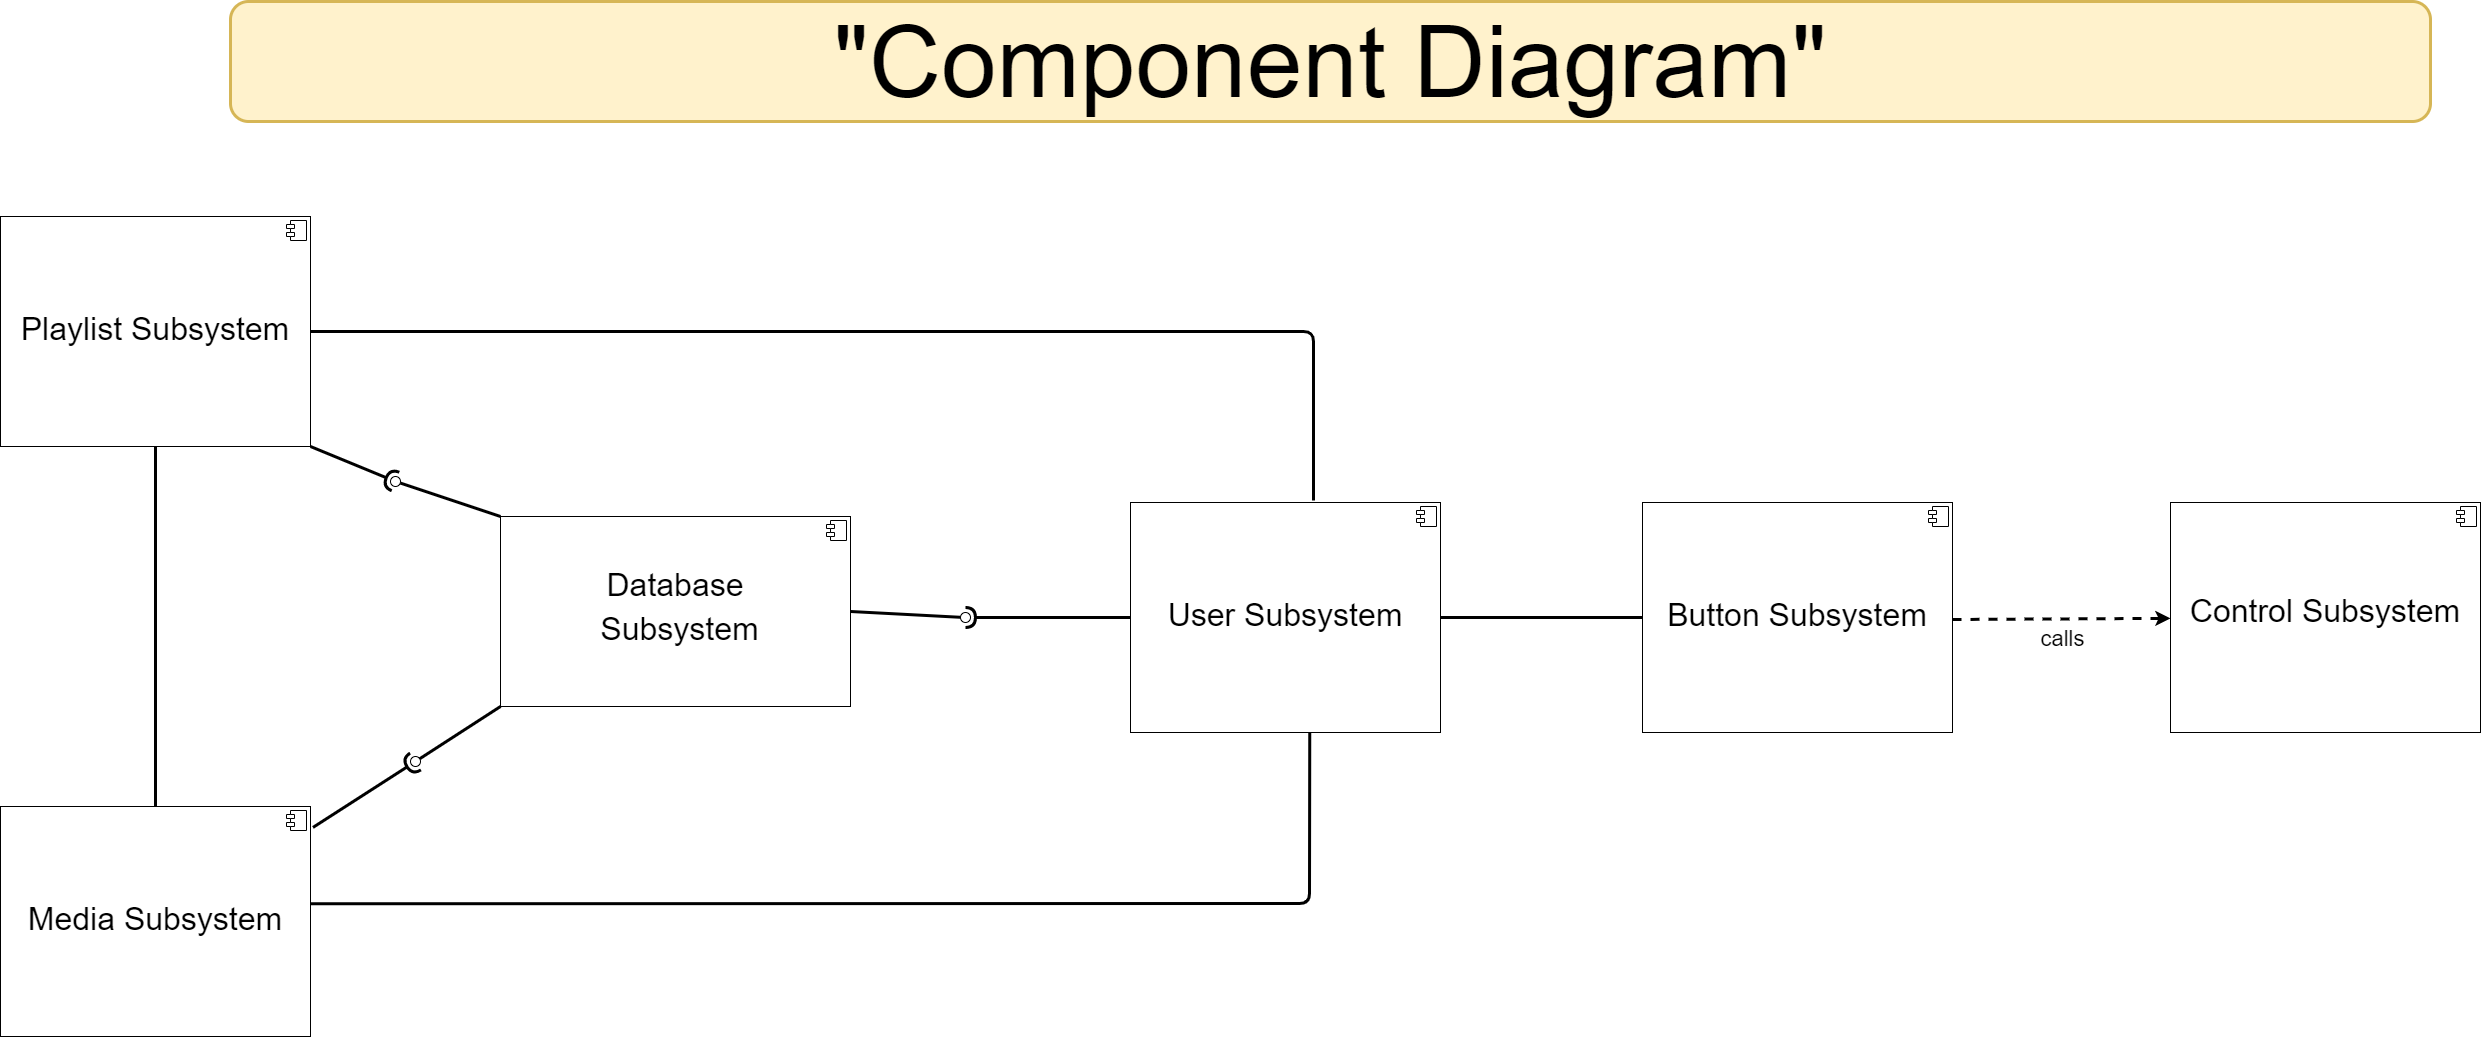 "Component Diagram"
Playlist Subsystem
Database
Subsystem
User Subsystem
Button Subsystem
calls
Control Subsystem
Media Subsystem